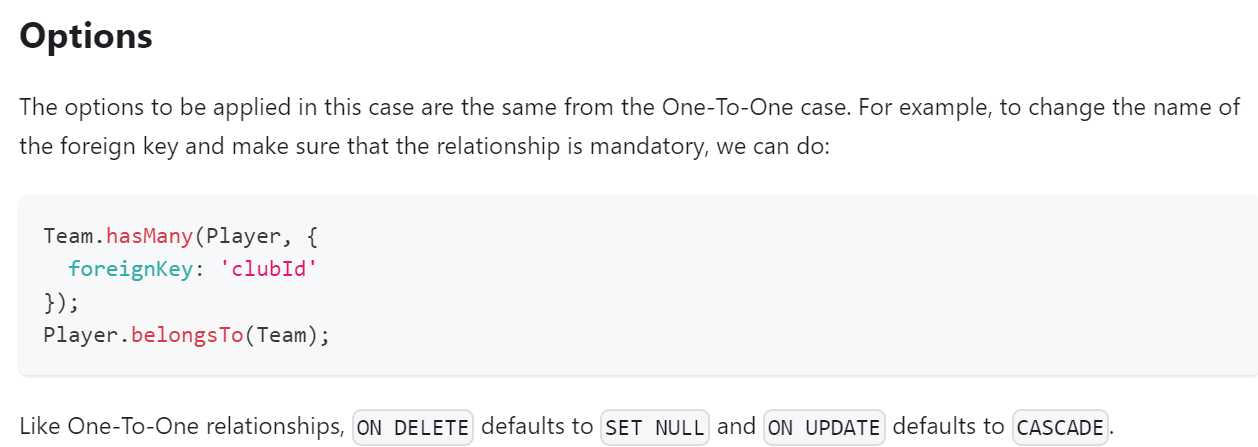 Options
The options to be applied in this case are the same from the One-To-One case. For example, to change the name of
the foreign key and make sure that the relationship is mandatory, we can do:
Team.hasMany(Player, {
  foreignKey: 'clubId'
});
Player.belongsTo(Team);
Like One-To-One relationships, ON DELETE defaults to SET NULL and ON UPDATE defaults to CASCADE.